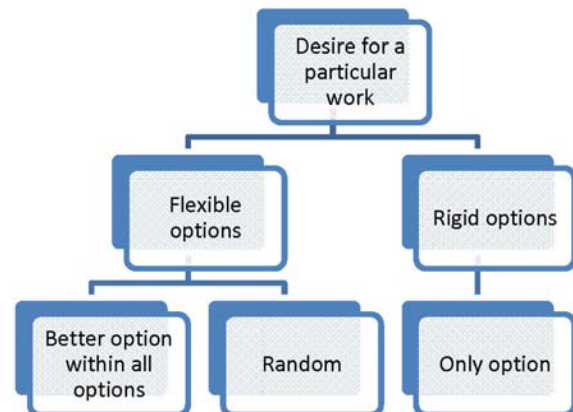 Desire for a
particular
work
Flexible
options
Rigid options
Better option
within all
options
Random
Only option